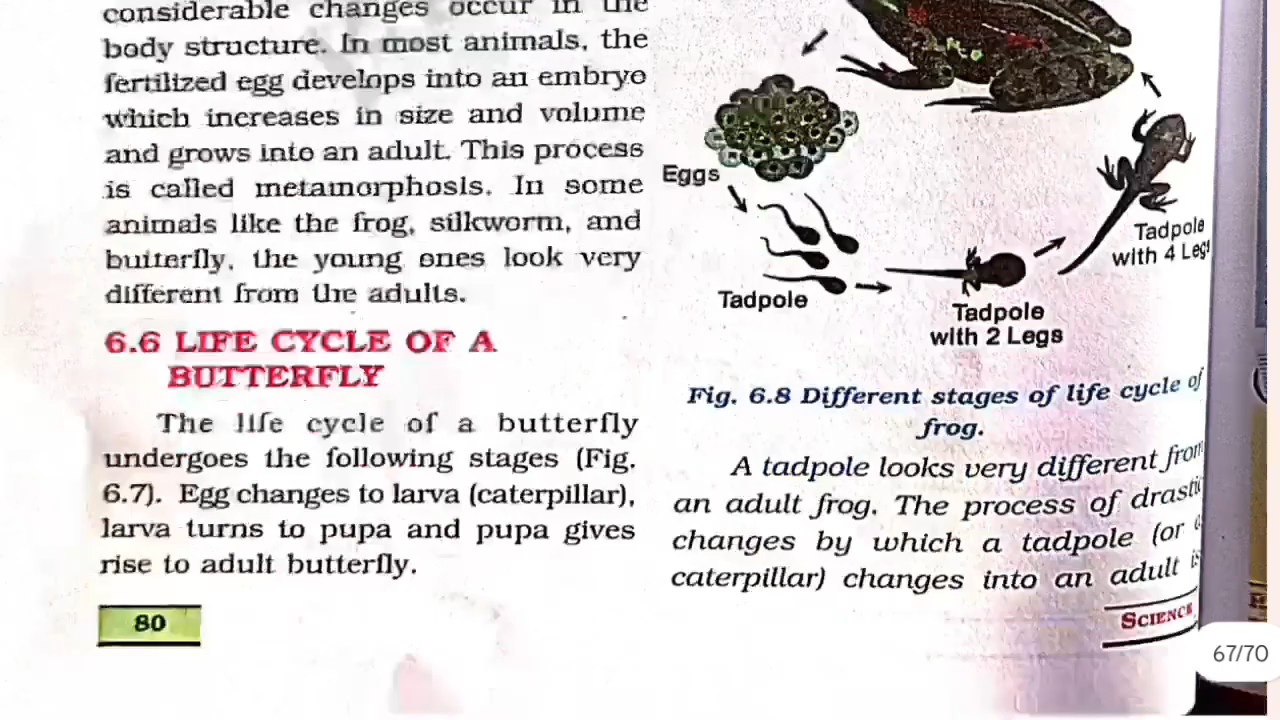 considerable changes occur in the
body structure. In most animals, the
fertilized egg develops into an embryo
which increases in size and volume
and grows into an adult. This process
is called metamorphosis. In some
animals like the frog, silkworm, and
butterfly, the young ones look very
different from the adults.
6.6 LIFE CYCLE OF A
BUTTERFLY
The life cycle of a butterfly
undergoes the following stages (Fig.
6.7). Egg changes to larva (caterpillar),
larva turns to pupa and pupa gives
rise to adult butterfly.
80
Eggs
Tadpole
Tadpole
with 2 Legs
Tadpole
with 4 Legs
Fig. 6.8 Different stages of life cycle of
frog.
A tadpole looks very different from
an adult frog. The process of drastic
changes by which a tadpole (or a
caterpillar) changes into an adult is
SCIENCE
67/70